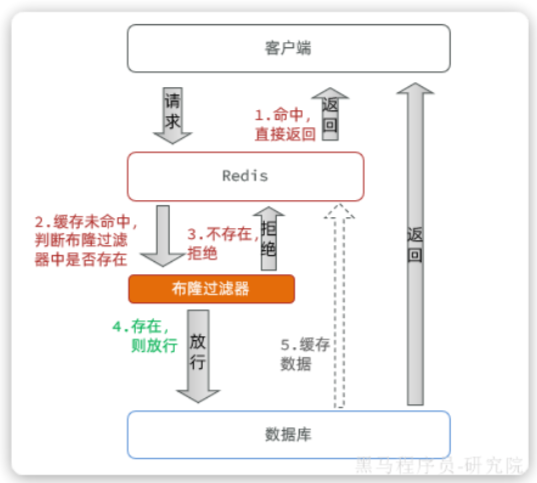 客户端
请求
1.命中，
直接返回
返回
Redis
2.缓存未命中，
判断布隆过滤
器中是否存在
3.不存在，
拒绝
拒绝
返回
布隆过滤器
4.存在，
则放行
放行
5.缓存
数据
数据库
黑马程序员-研究院